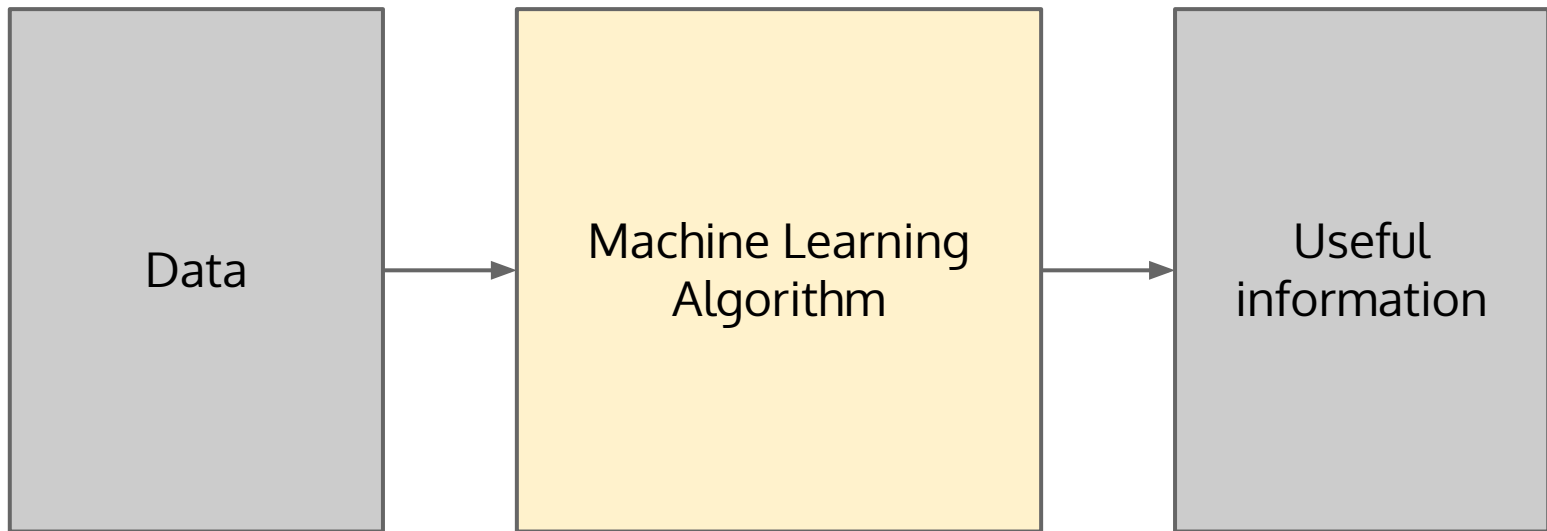 Data
Machine Learning
Algorithm
Useful
information